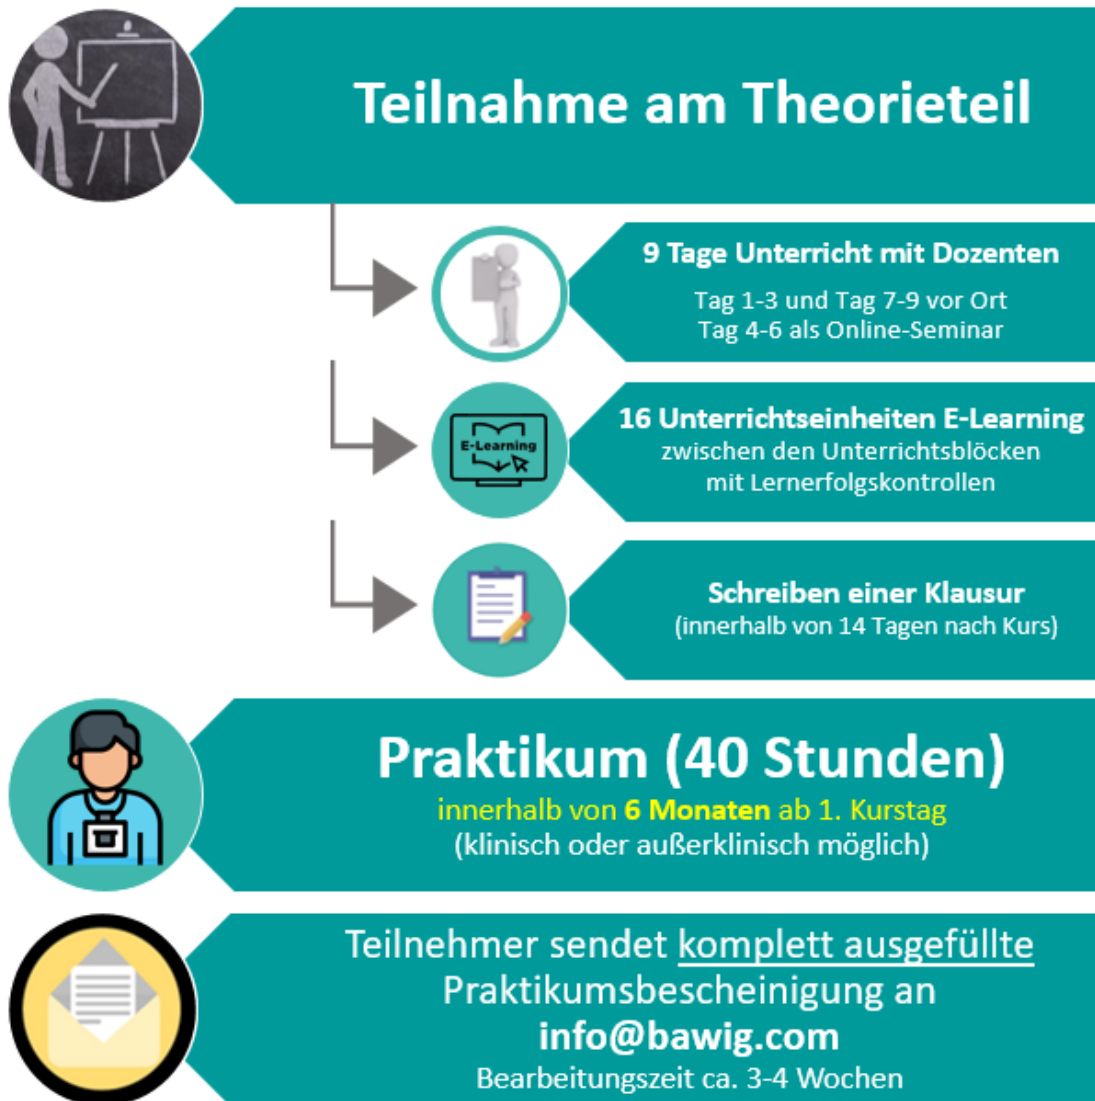 Teilnahme am Theorieteil
9 Tage Unterricht mit Dozenten
Tag 1-3 und Tag 7-9 vor Ort
Tag 4-6 als Online-Seminar
16 Unterrichtseinheiten E-Learning
zwischen den Unterrichtsblöcken
mit Lernerfolgskontrollen
E-Learning
Schreiben einer Klausur
(innerhalb von 14 Tagen nach Kurs)
Praktikum (40 Stunden)
innerhalb von 6 Monaten ab 1. Kurstag
(klinisch oder außerklinisch möglich)
Teilnehmer sendet komplett ausgefüllte
Praktikumsbescheinigung an
info@bawig.com
Bearbeitungszeit ca. 3-4 Wochen